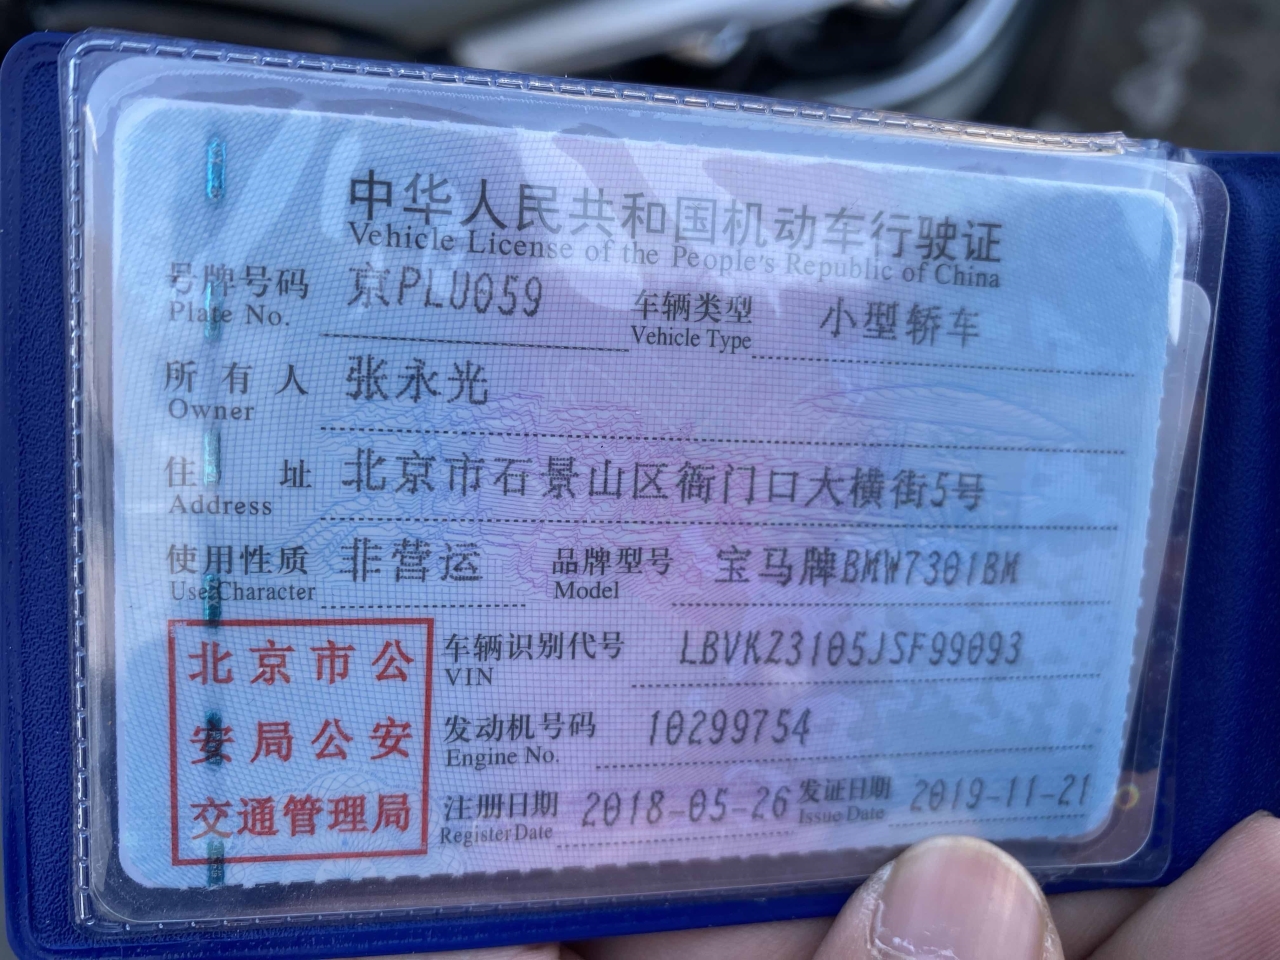 中华人民共和国机动车行驶证
Vehicle License of the People's Republic of China
号牌号码 京PLU059 车辆类型 小型轿车
Plate No. Vehicle Type
所有人 张永光
Owner
住址 北京市石景山区衙门口大横街5号
Address
使用性质 非营运 品牌型号 宝马牌BMW7301BM
Use Character Model
北京市公
安局公安
交通管理局
车辆识别代号 LBVKZ3105JSF99093
VIN
发动机号码 10299754
Engine No.
注册日期 2018-05-26 发证日期 2019-11-21
Register Date Issue Date